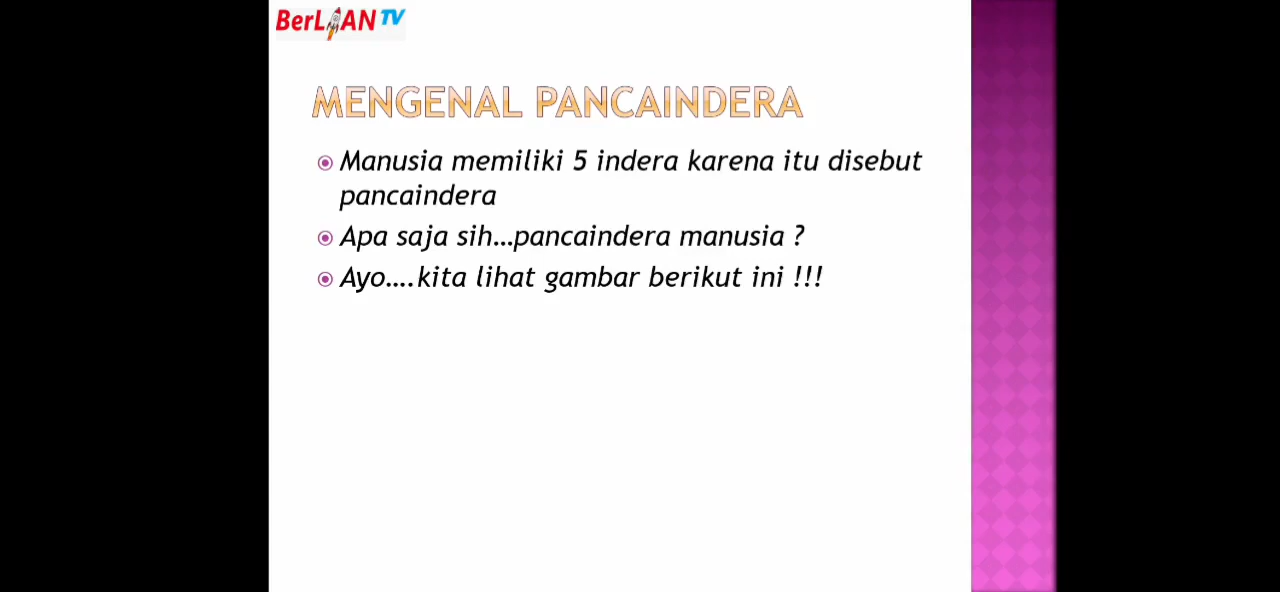 BerLIAN TV
MENGENAL PANCAINDERA
Manusia memiliki 5 indera karena itu disebut
pancaindera
Apa saja sih...pancaindera manusia ?
Ayo....kita lihat gambar berikut ini !!!